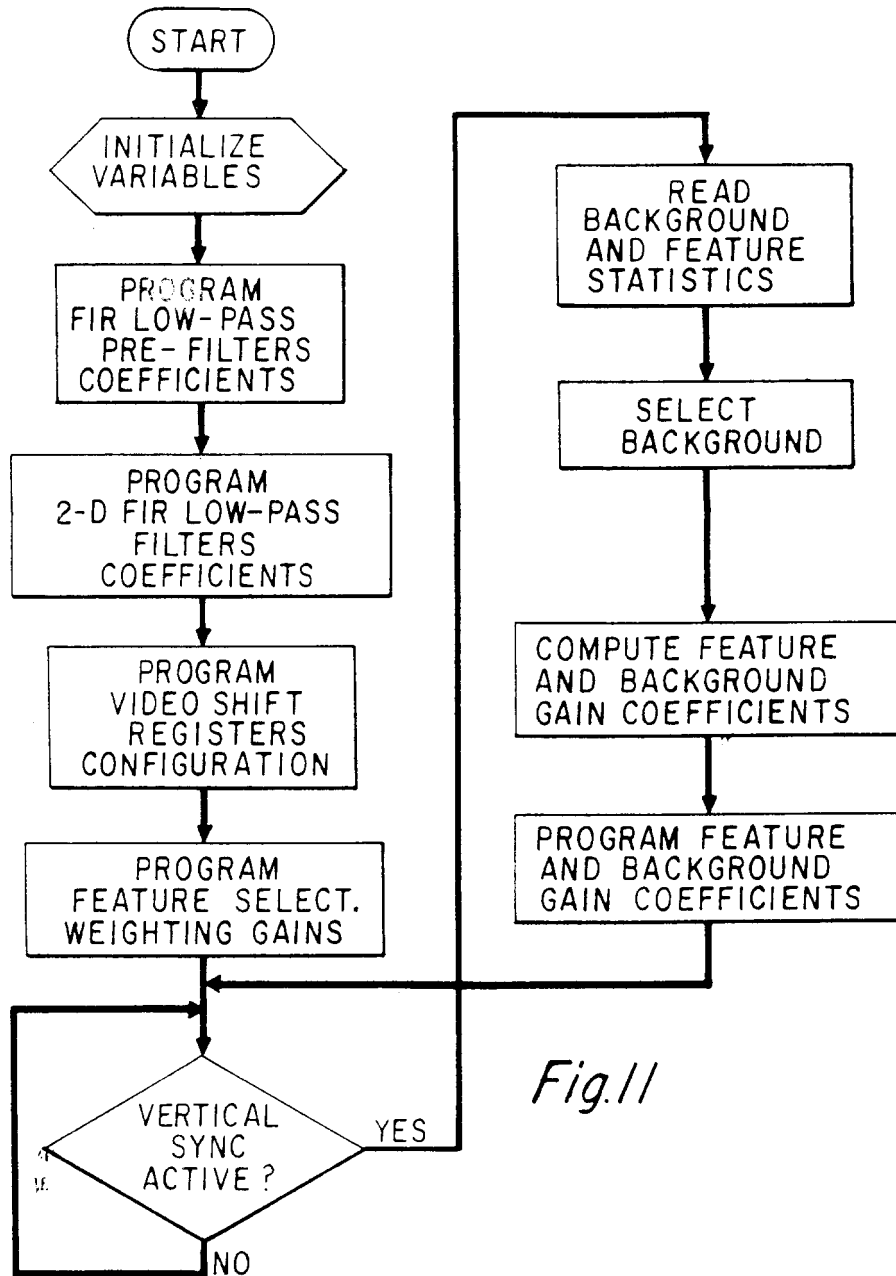 START
INITIALIZE
VARIABLES
PROGRAM
FIR LOW-PASS
PRE-FILTERS
COEFFICIENTS
PROGRAM
2-D FIR LOW-PASS
FILTERS
COEFFICIENTS
PROGRAM
VIDEO SHIFT
REGISTERS
CONFIGURATION
PROGRAM
FEATURE SELECT.
WEIGHTING GAINS
VERTICAL
SYNC
ACTIVE?
YES
NO
READ
BACKGROUND
AND FEATURE
STATISTICS
SELECT
BACKGROUND
COMPUTE FEATURE
AND BACKGROUND
GAIN COEFFICIENTS
PROGRAM FEATURE
AND BACKGROUND
GAIN COEFFICIENTS
Fig.11